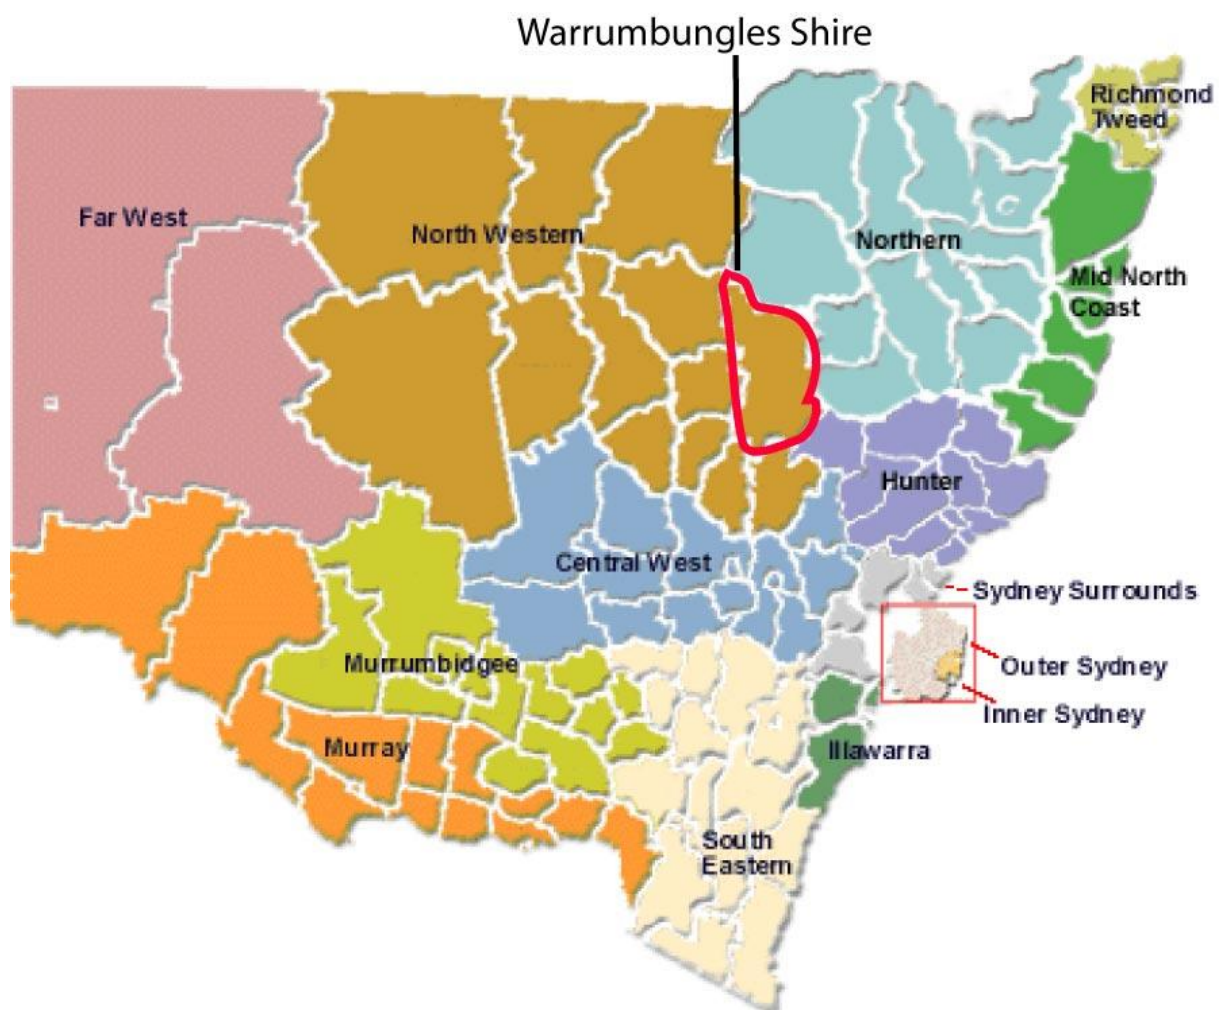 Warrumbungles Shire
Richmond
Tweed
Far West
North Western
Northern
Mid North
Coast
Hunter
Central West
Sydney Surrounds
Outer Sydney
Inner Sydney
Murrumbidgee
Murray
Illawarra
South
Eastern